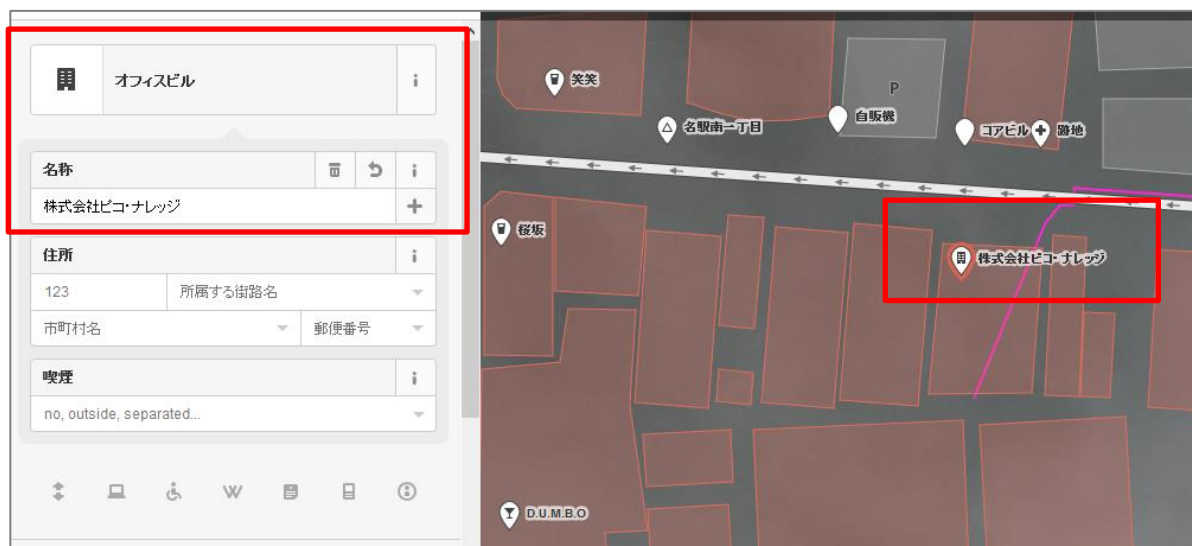 オフィスビル
名称
株式会社ピコ・ナレッジ
住所
123 所属する街路名
市町村名 郵便番号
喫煙
no, outside, separated...
笑笑
P
名駅南一丁目
自販機
コアビル
跡地
桜坂
株式会社ピコ・ナレッジ
D.U.M.B.O